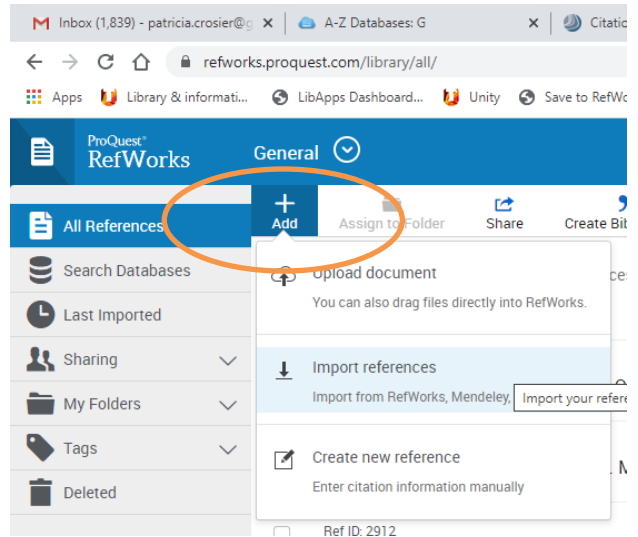 Inbox (1,839) - patricia.crosier@g A-Z Databases: G Citatio
refworks.proquest.com/library/all/
Apps Library & informati... LibApps Dashboard... Unity Save to RefWo
ProQuest®
RefWorks General
Add Assign to Folder Share Create Bib
All References
Upload document
You can also drag files directly into RefWorks.
Search Databases
Last Imported
Sharing
Import references
Import from RefWorks, Mendeley, Import your refere
My Folders
Tags
Create new reference
Enter citation information manually
Deleted
Ref ID: 2912